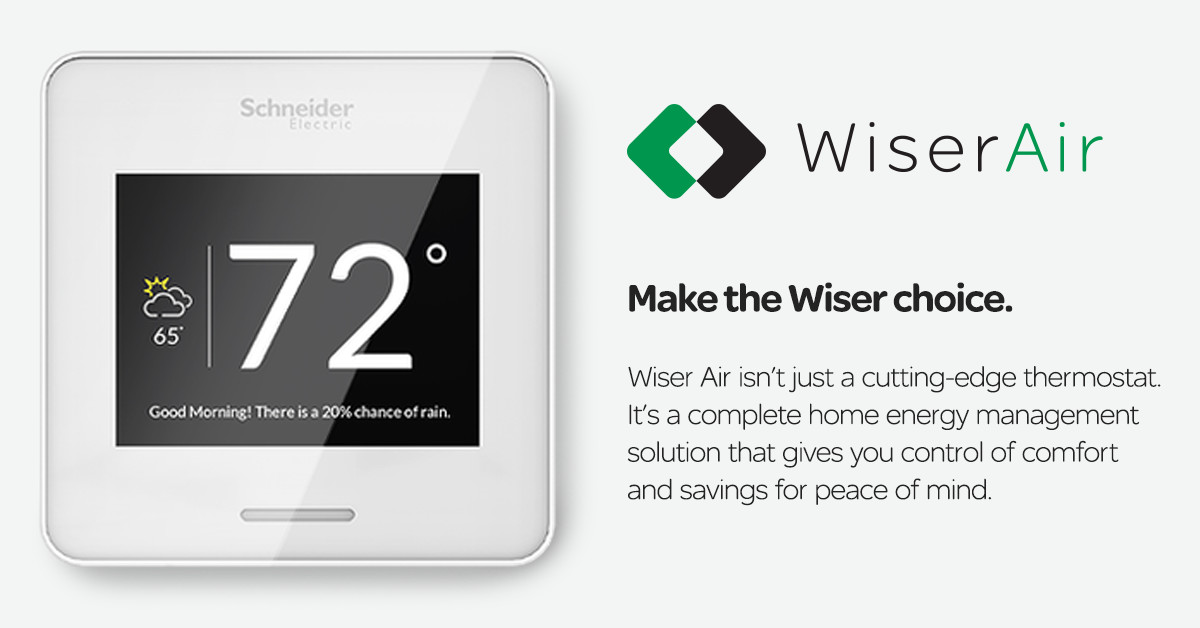 Schneider
Electric
72°
65°
Good Morning! There is a 20% chance of rain.
WiserAir
Make the Wiser choice.
Wiser Air isn't just a cutting-edge thermostat.
It's a complete home energy management
solution that gives you control of comfort
and savings for peace of mind.